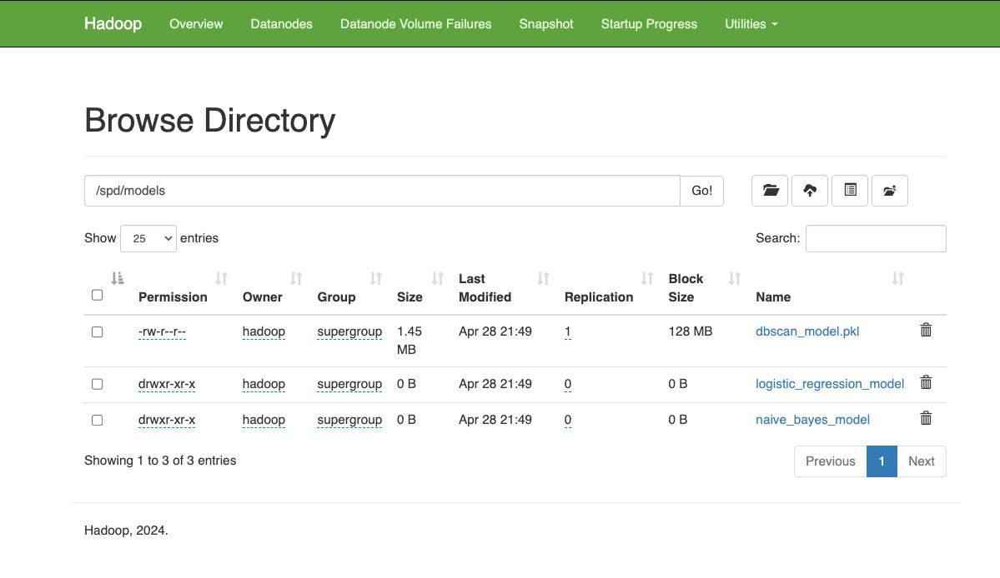 Hadoop Overview Datanodes Datanode Volume Failures Snapshot Startup Progress Utilities
Browse Directory
/spd/models Go!
Show 25 entries Search:
Permission Owner Group Size Last Modified Replication Block Size Name
-rw-r--r-- hadoop supergroup 1.45 MB Apr 28 21:49 1 128 MB dbscan_model.pkl
drwxr-xr-x hadoop supergroup 0 B Apr 28 21:49 0 0 B logistic_regression_model
drwxr-xr-x hadoop supergroup 0 B Apr 28 21:49 0 0 B naive_bayes_model
Showing 1 to 3 of 3 entries Previous 1 Next
Hadoop, 2024.